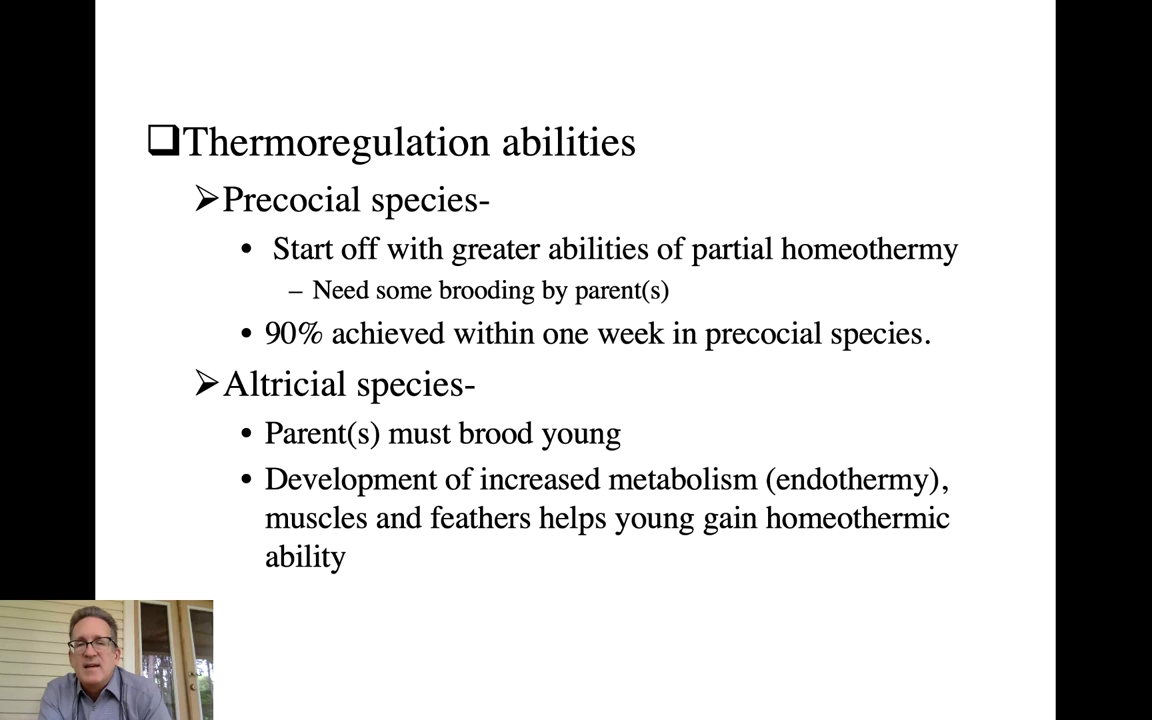 ❑Thermoregulation abilities
➢Precocial species-
• Start off with greater abilities of partial homeothermy
– Need some brooding by parent(s)
• 90% achieved within one week in precocial species.
➢Altricial species-
• Parent(s) must brood young
• Development of increased metabolism (endothermy),
muscles and feathers helps young gain homeothermic
ability